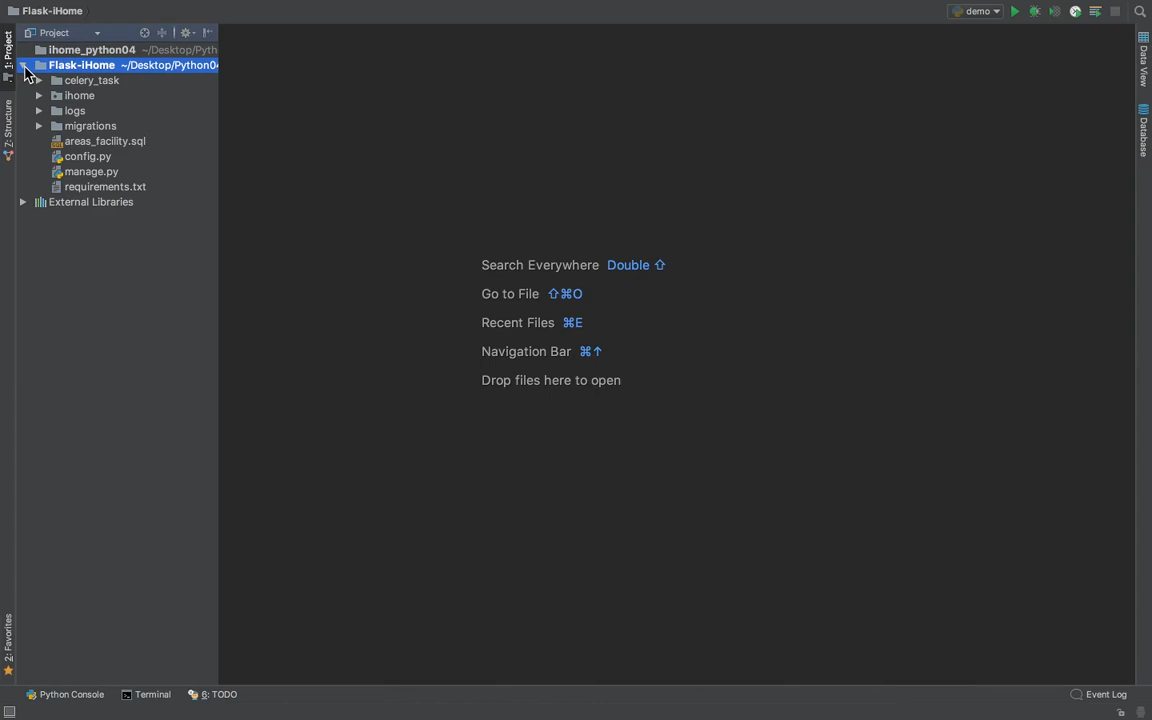 Flask-iHome
demo
Project
ihome_python04 ~/Desktop/Pyth
Flask-iHome ~/Desktop/Python04
celery_task
ihome
logs
migrations
areas_facility.sql
config.py
manage.py
requirements.txt
External Libraries
1: Project
7: Structure
2: Favorites
Data View
Database
Search Everywhere Double ⇧
Go to File ⇧⌘O
Recent Files ⌘E
Navigation Bar ⌘↑
Drop files here to open
Python Console
Terminal
6: TODO
Event Log